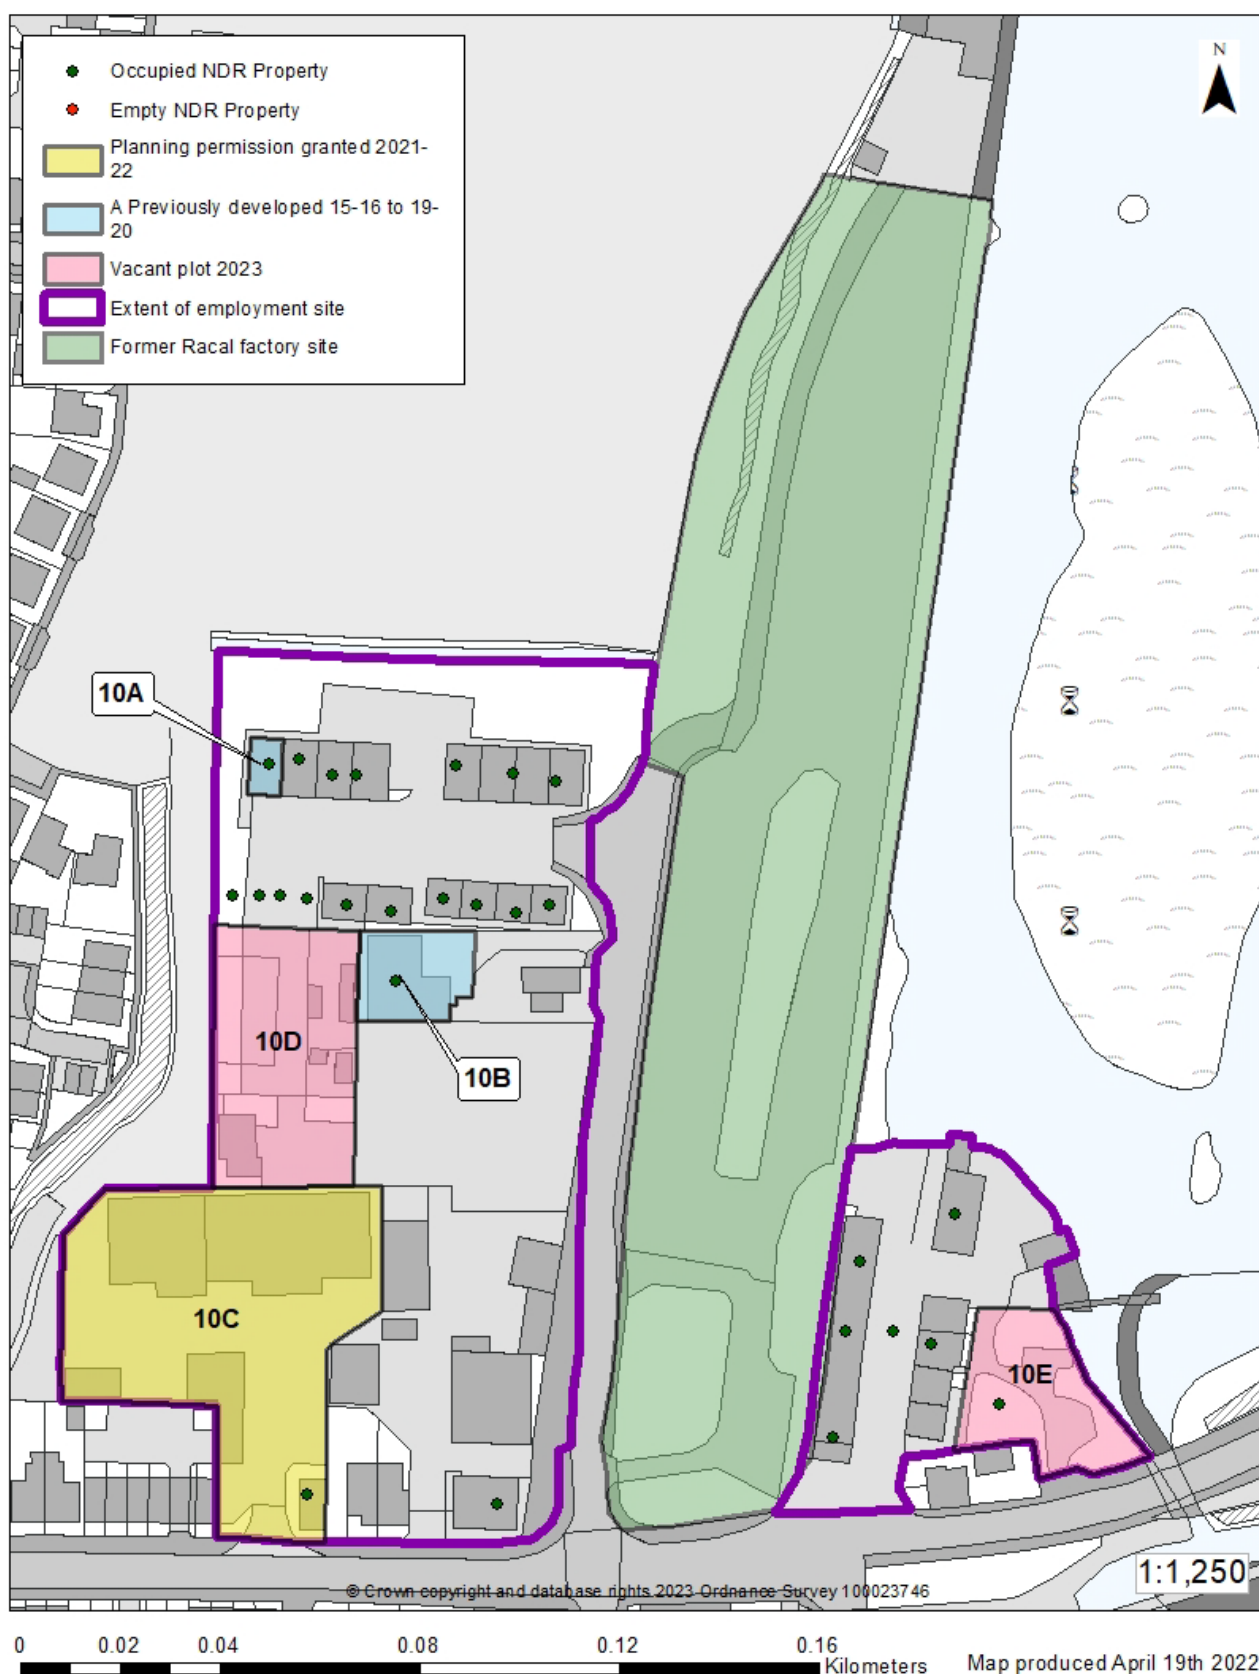 Occupied NDR Property
Empty NDR Property
Planning permission granted 2021-
22
A Previously developed 15-16 to 19-
20
Vacant plot 2023
Extent of employment site
Former Racal factory site
N
10A
10D
10B
10C
10E
1:1,250
© Crown copyright and database rights 2023 Ordnance Survey 100023746
0 0.02 0.04 0.08 0.12 0.16
Kilometers
Map produced April 19th 2022